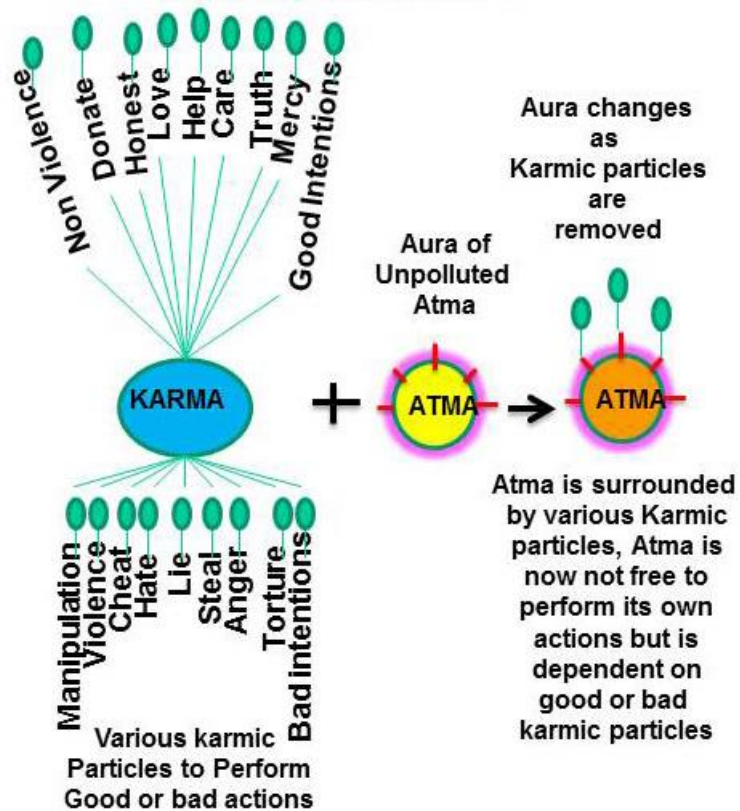 Non Violence
Donate
Honest
Love
Help
Care
Truth
Mercy
Good Intentions
Aura changes
as
Karmic particles
are
removed
Aura of
Unpolluted
Atma
KARMA
+
ATMA
ATMA
Atma is surrounded
by various Karmic
particles, Atma is
now not free to
perform its own
actions but is
dependent on
good or bad
karmic particles
Manipulation
Violence
Cheat
Hate
Lie
Steal
Anger
Torture
Bad intentions
Various karmic
Particles to Perform
Good or bad actions